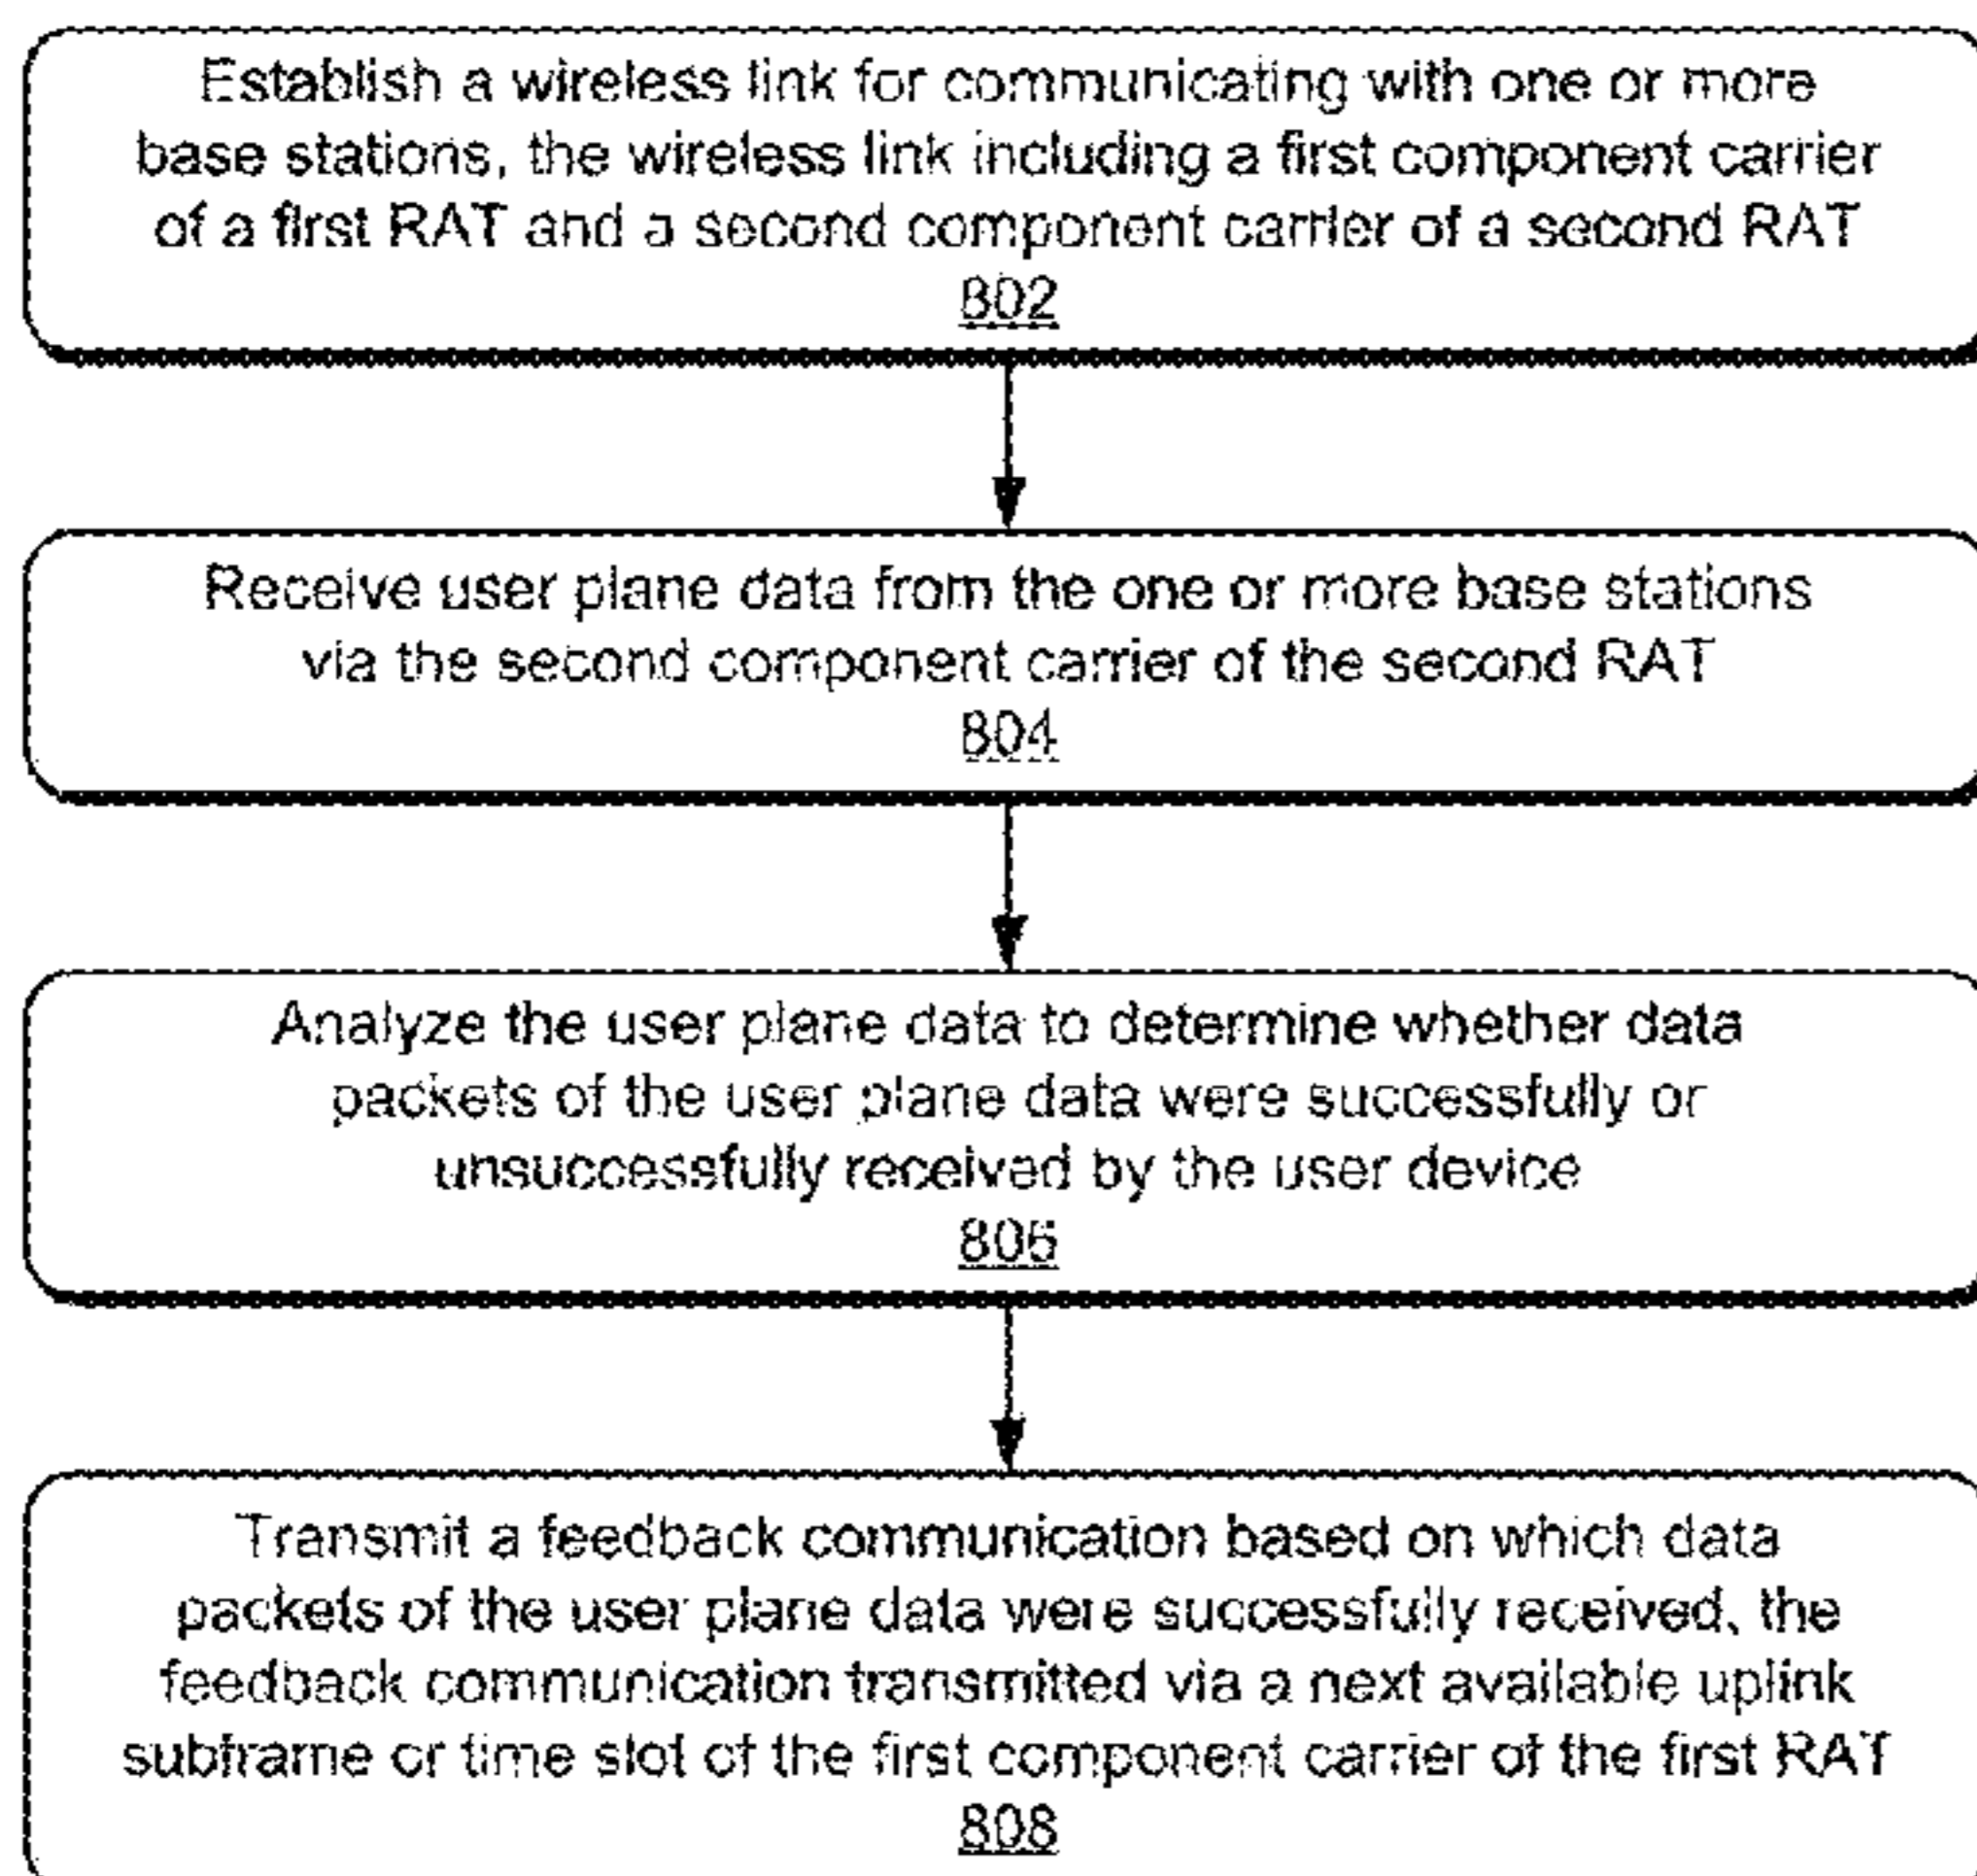 Establish a wireless link for communicating with one or more
base stations, the wireless link including a first component carrier
of a first RAT and a second component carrier of a second RAT
802
Receive user plane data from the one or more base stations
via the second component carrier of the second RAT
804
Analyze the user plane data to determine whether data
packets of the user plane data were successfully or
unsuccessfully received by the user device
806
Transmit a feedback communication based on which data
packets of the user plane data were successfully received, the
feedback communication transmitted via a next available uplink
subframe or time slot of the first component carrier of the first RAT
808